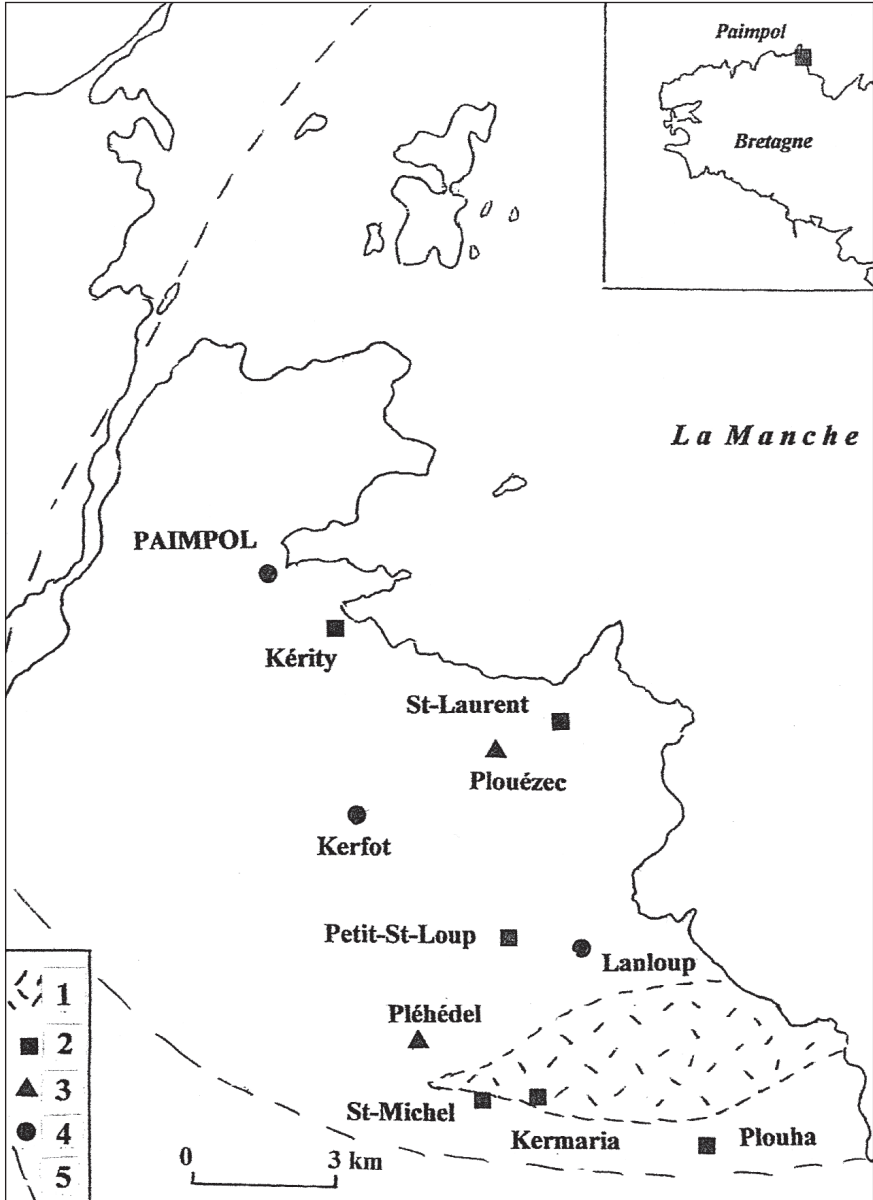 Paimpol
Bretagne
La Manche
PAIMPOL
Kérity
St-Laurent
Plouézec
Kerfot
Petit-St-Loup
Lanloup
Pléhédel
St-Michel
Kermaria
Plouha
1
2
3
4
5
0 3 km